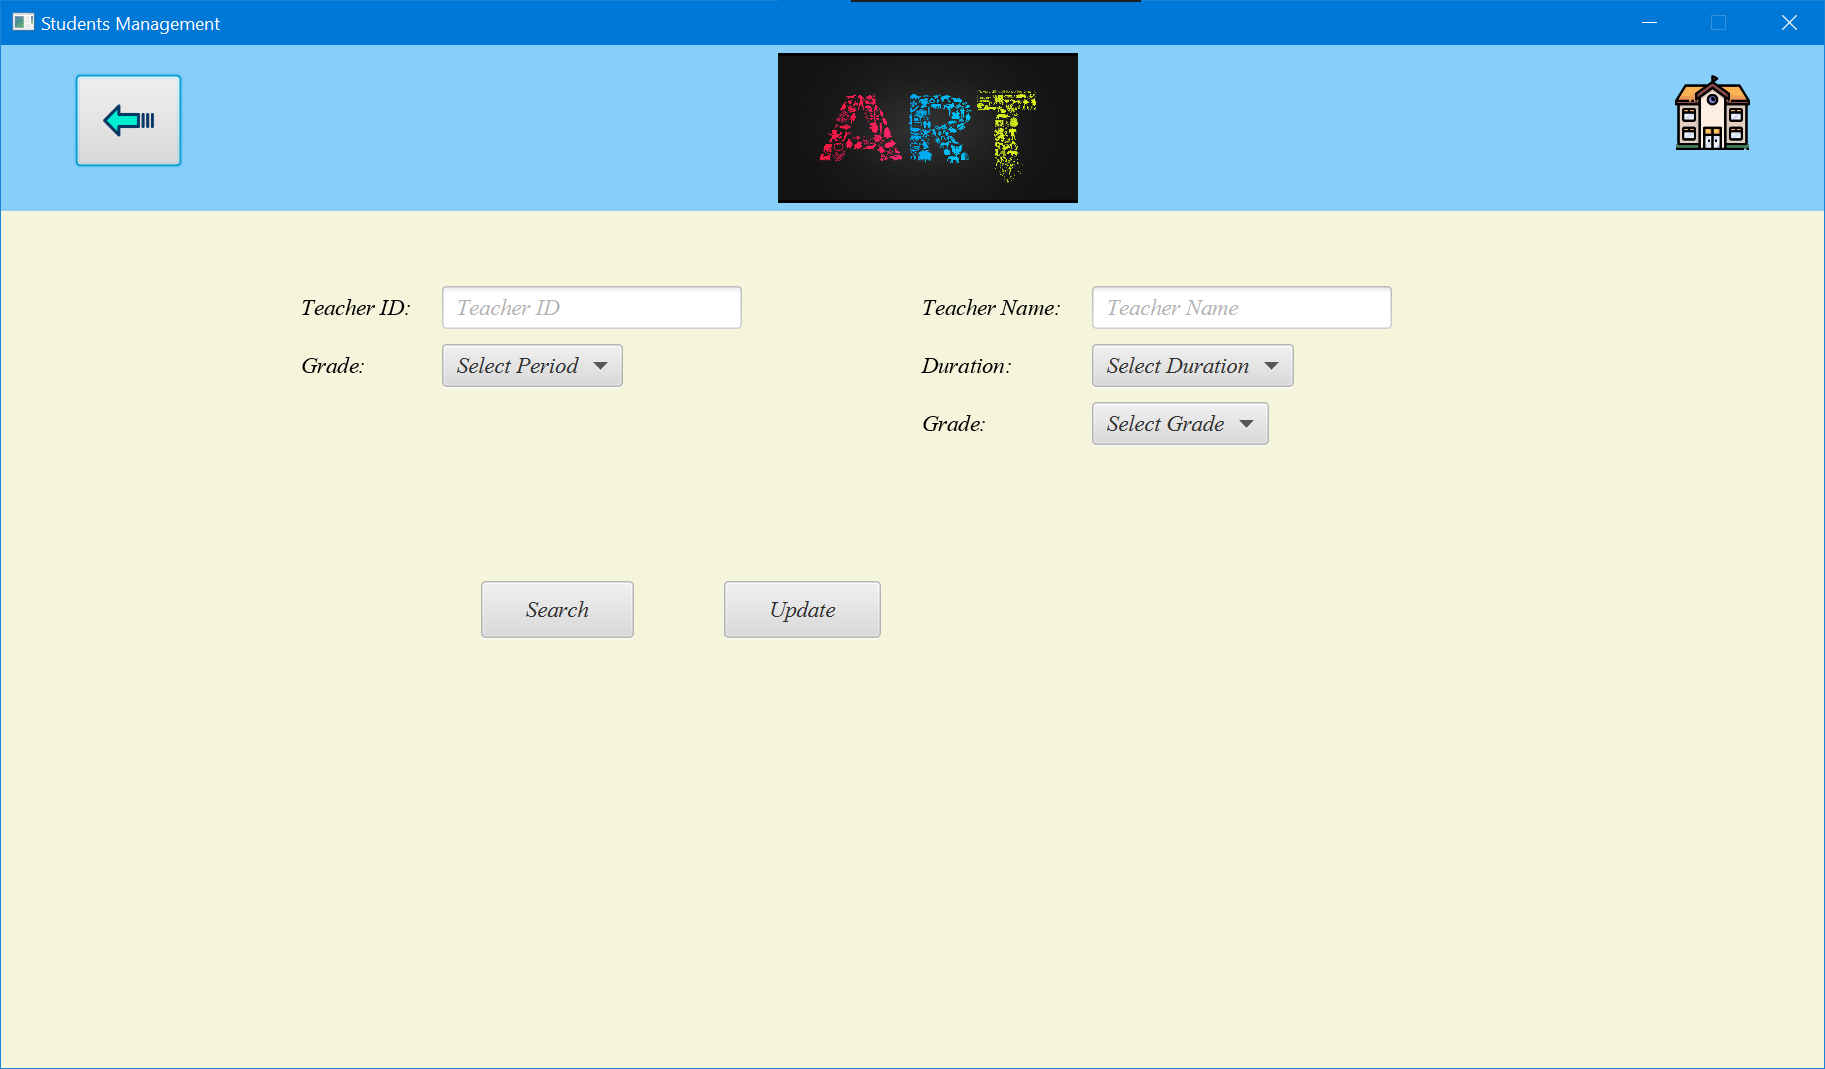 Students Management
ART
Teacher ID: Teacher ID Teacher Name: Teacher Name
Grade: Select Period Duration: Select Duration
Grade: Select Grade
Search Update